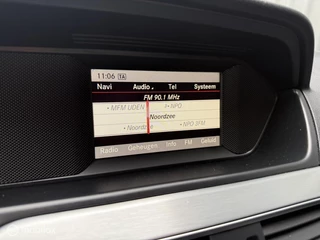 11:06 TA
Navi Audio Tel Systeem
FM 90.1 MHz
• MFM UDEN • NPO
Noordzee
• Noordz • NPO 3FM
Radio Geheugen Info FM Geluid